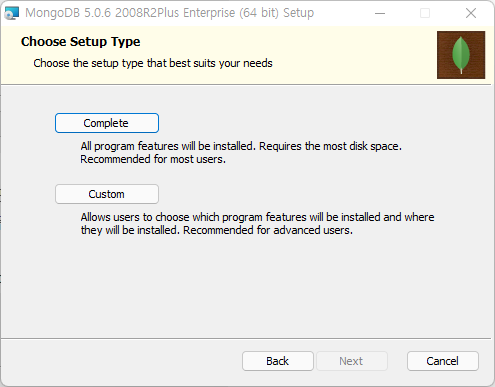 MongoDB 5.0.6 2008R2Plus Enterprise (64 bit) Setup
Choose Setup Type
Choose the setup type that best suits your needs
Complete
All program features will be installed. Requires the most disk space.
Recommended for most users.
Custom
Allows users to choose which program features will be installed and where
they will be installed. Recommended for advanced users.
Back Next Cancel